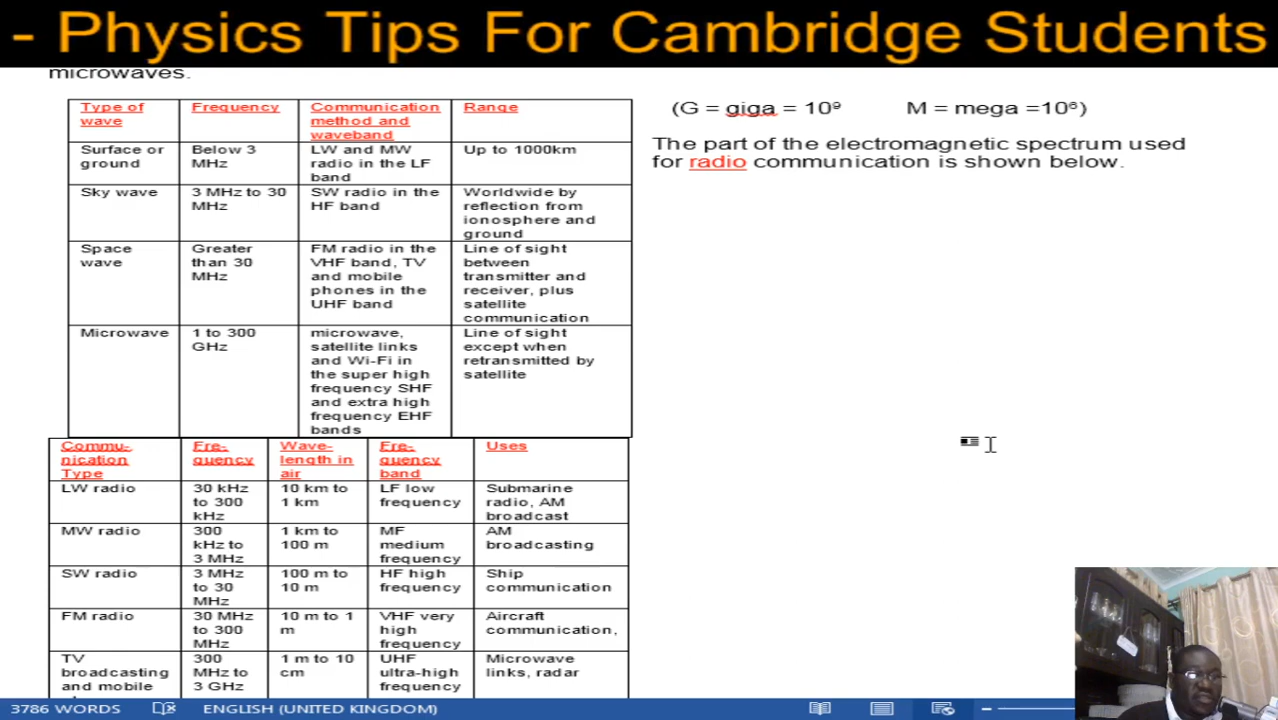 - Physics Tips For Cambridge Students
microwaves.
Type of Frequency Communication Range
wave method and
waveband
Surface or Below 3 LW and MW Up to 1000km
ground MHz radio in the LF
band
Sky wave 3 MHz to 30 SW radio in the Worldwide by
MHz HF band reflection from
ionosphere and
ground
Space Greater FM radio in the Line of sight
wave than 30 VHF band, TV between
MHz and mobile transmitter and
phones in the receiver, plus
UHF band satellite
communication
Microwave 1 to 300 microwave, Line of sight
GHz satellite links except when
and Wi-Fi in retransmitted by
the super high satellite
frequency SHF
and extra high
frequency EHF
bands
(G = giga = 10⁹ M = mega =10⁶)
The part of the electromagnetic spectrum used
for radio communication is shown below.
Commu- Fre- Wave- Fre- Uses
nication quency length in quency
Type air band
LW radio 30 kHz 10 km to LF low Submarine
to 300 1 km frequency radio, AM
kHz broadcast
MW radio 300 1 km to MF AM
kHz to 100 m medium broadcasting
3 MHz frequency
SW radio 3 MHz 100 m to HF high Ship
to 30 10 m frequency communication
MHz
FM radio 30 MHz 10 m to 1 VHF very Aircraft
to 300 m high communication,
MHz frequency
TV 300 1 m to 10 UHF Microwave
broadcasting MHz to cm ultra-high links, radar
and mobile 3 GHz frequency
3786 WORDS ENGLISH (UNITED KINGDOM)